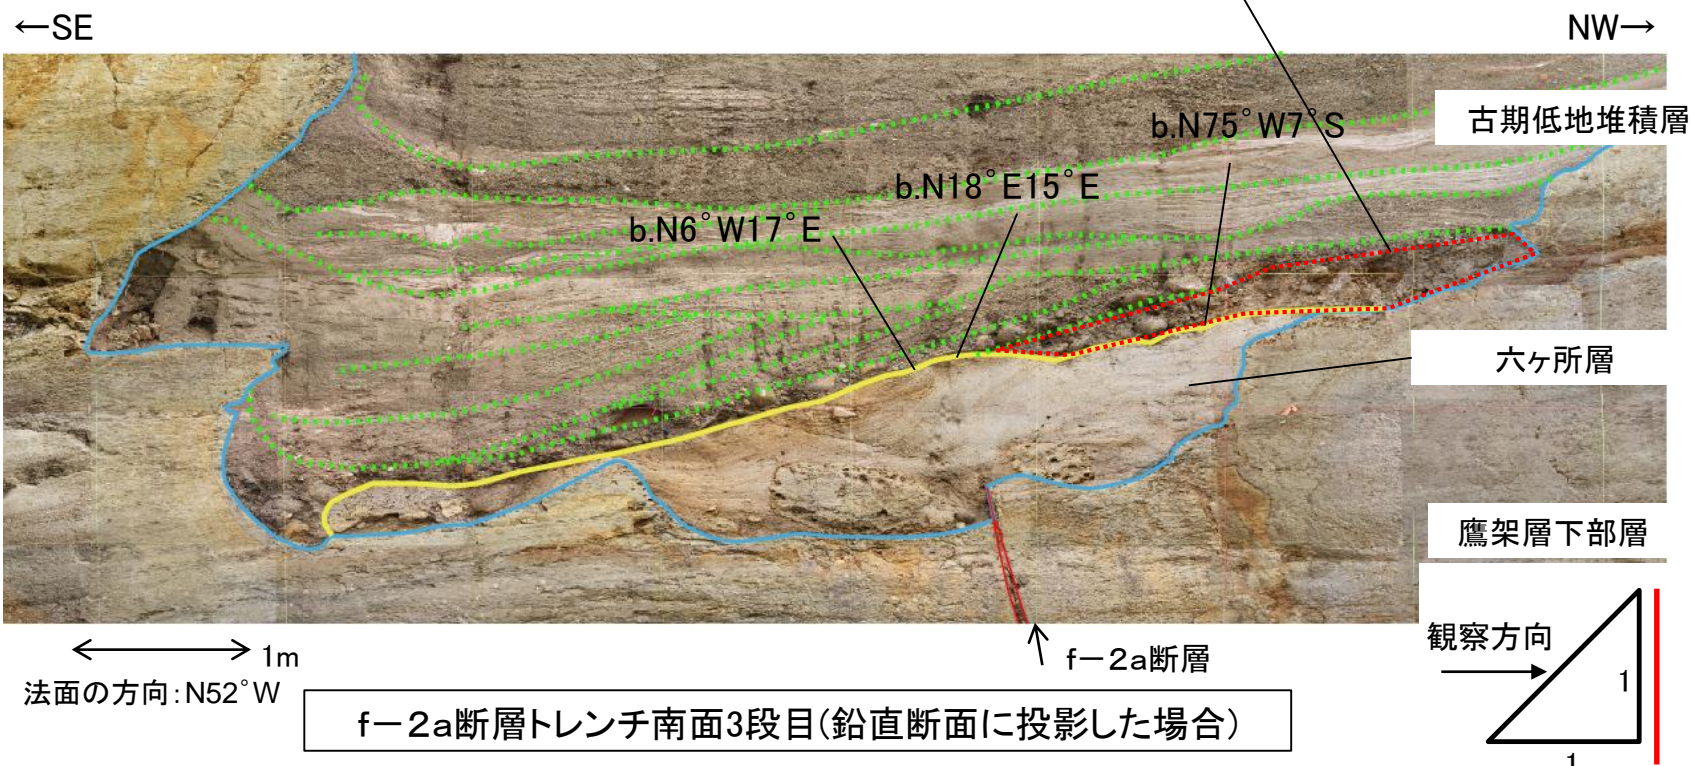 ←SE
NW→
古期低地堆積層
b.N75°W7°S
b.N18°E15°E
b.N6°W17°E
六ヶ所層
鷹架層下部層
観察方向
1
1
1m
f－2a断層
法面の方向：N52°W
f－2a断層トレンチ南面3段目(鉛直断面に投影した場合)